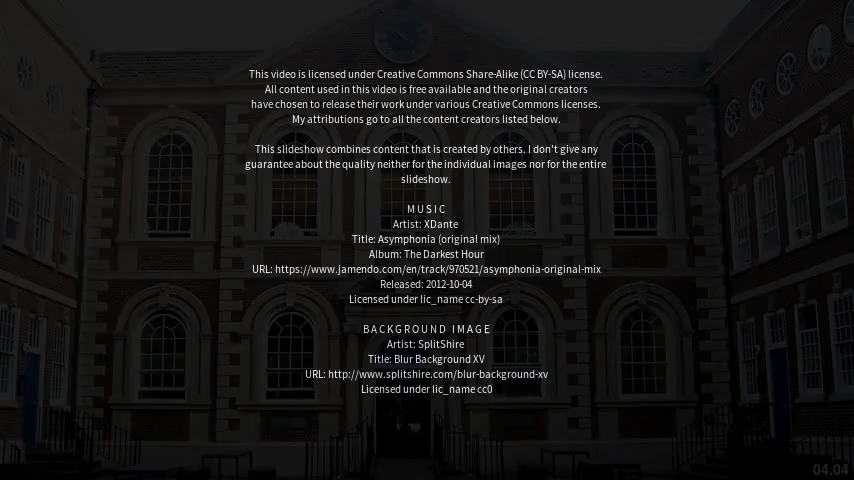 This video is licensed under Creative Commons Share-Alike (CC BY-SA) license.
All content used in this video is free available and the original creators
have chosen to release their work under various Creative Commons licenses.
My attributions go to all the content creators listed below.
This slideshow combines content that is created by others. I don't give any
guarantee about the quality neither for the individual images nor for the entire
slideshow.
MUSIC
Artist: XDante
Title: Asymphonia (original mix)
Album: The Darkest Hour
URL: https://www.jamendo.com/en/track/970521/asymphonia-original-mix
Released: 2012-10-04
Licensed under lic_name cc-by-sa
BACKGROUND IMAGE
Artist: SplitShire
Title: Blur Background XV
URL: http://www.splitshire.com/blur-background-xv
Licensed under lic_name cc0
04.04